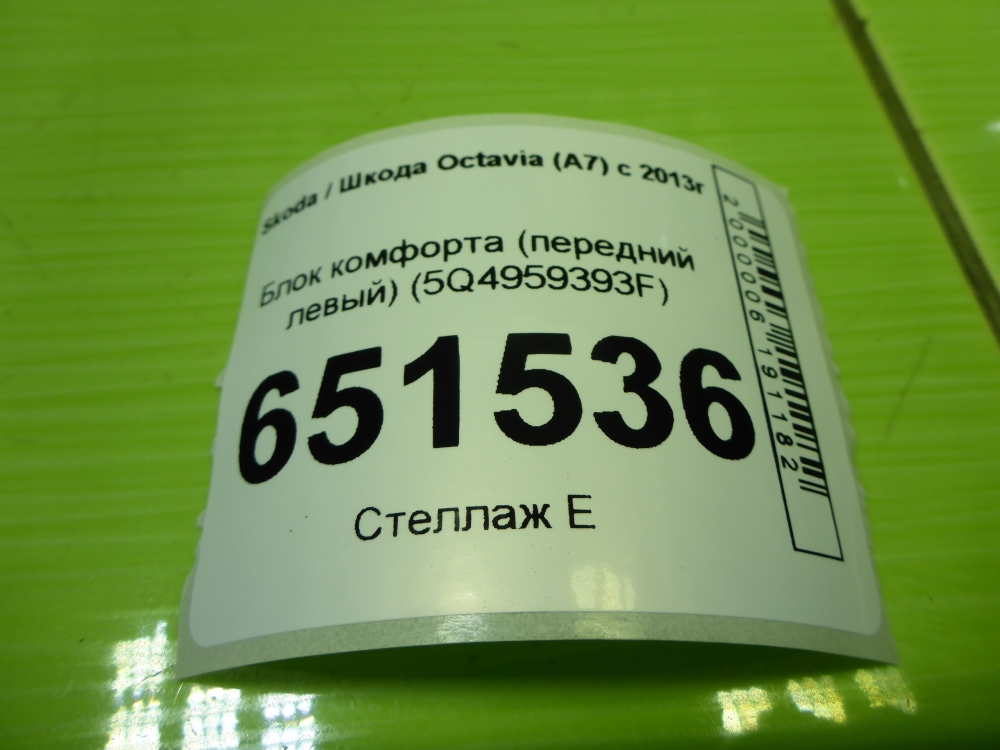 Skoda / Шкода Octavia (A7) с 2013г
Блок комфорта (передний
левый) (5Q4959393F)
651536
Стеллаж Е
2000006191182